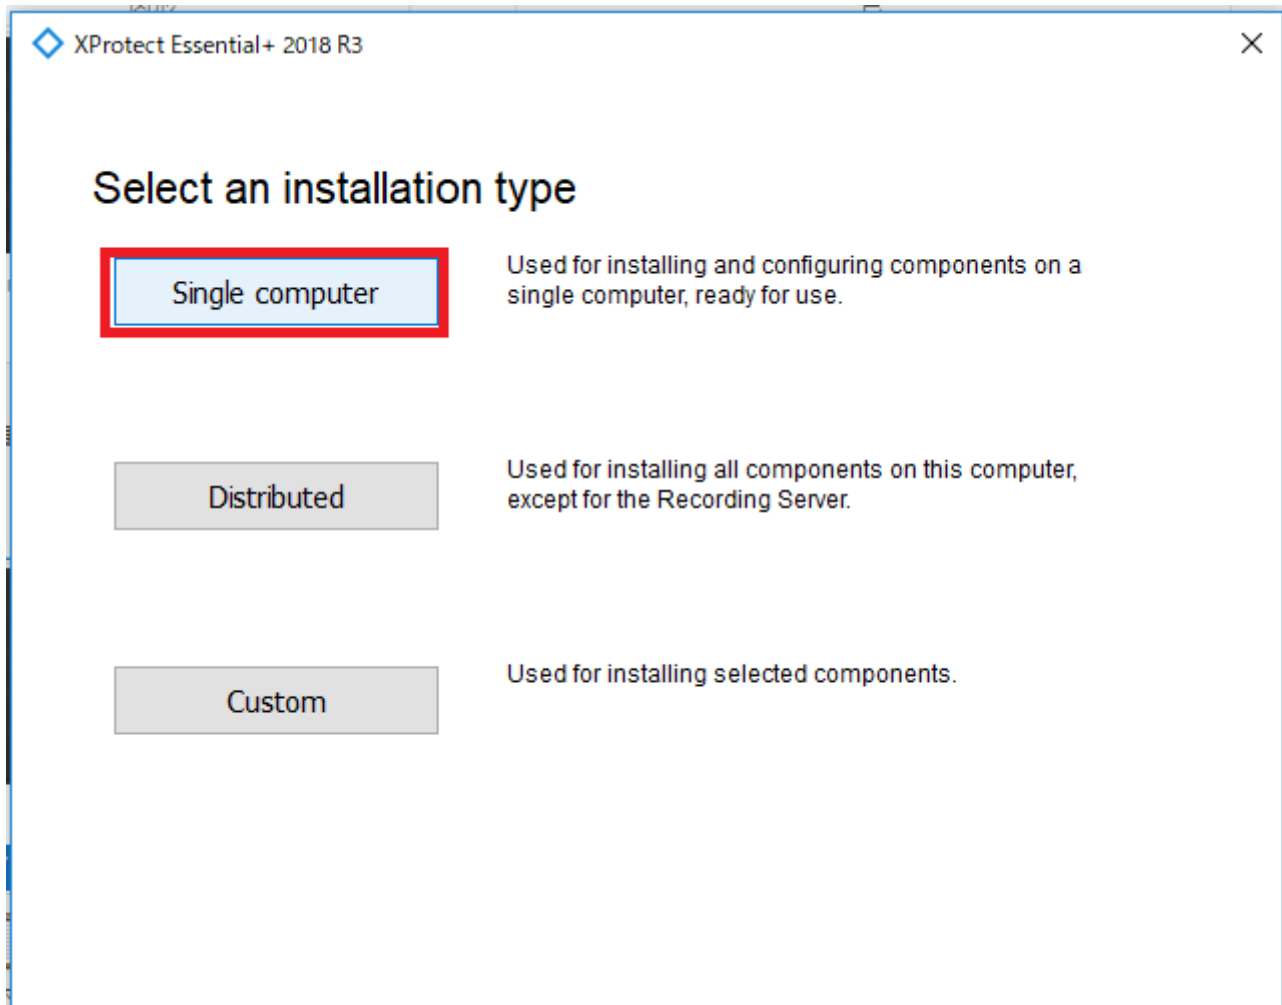 XProtect Essential+ 2018 R3
Select an installation type
Single computer
Used for installing and configuring components on a
single computer, ready for use.
Distributed
Used for installing all components on this computer,
except for the Recording Server.
Custom
Used for installing selected components.